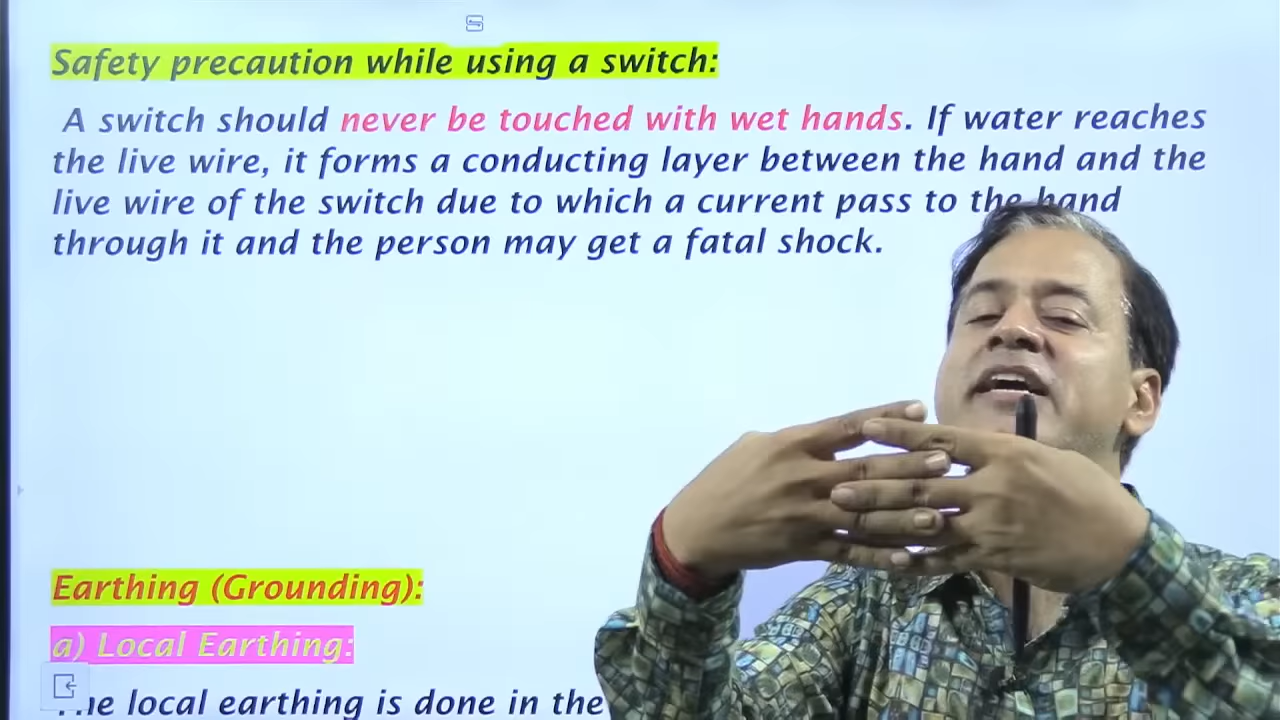 Safety precaution while using a switch:
A switch should never be touched with wet hands. If water reaches
the live wire, it forms a conducting layer between the hand and the
live wire of the switch due to which a current pass to the hand
through it and the person may get a fatal shock.
Earthing (Grounding):
a) Local Earthing:
The local earthing is done in the